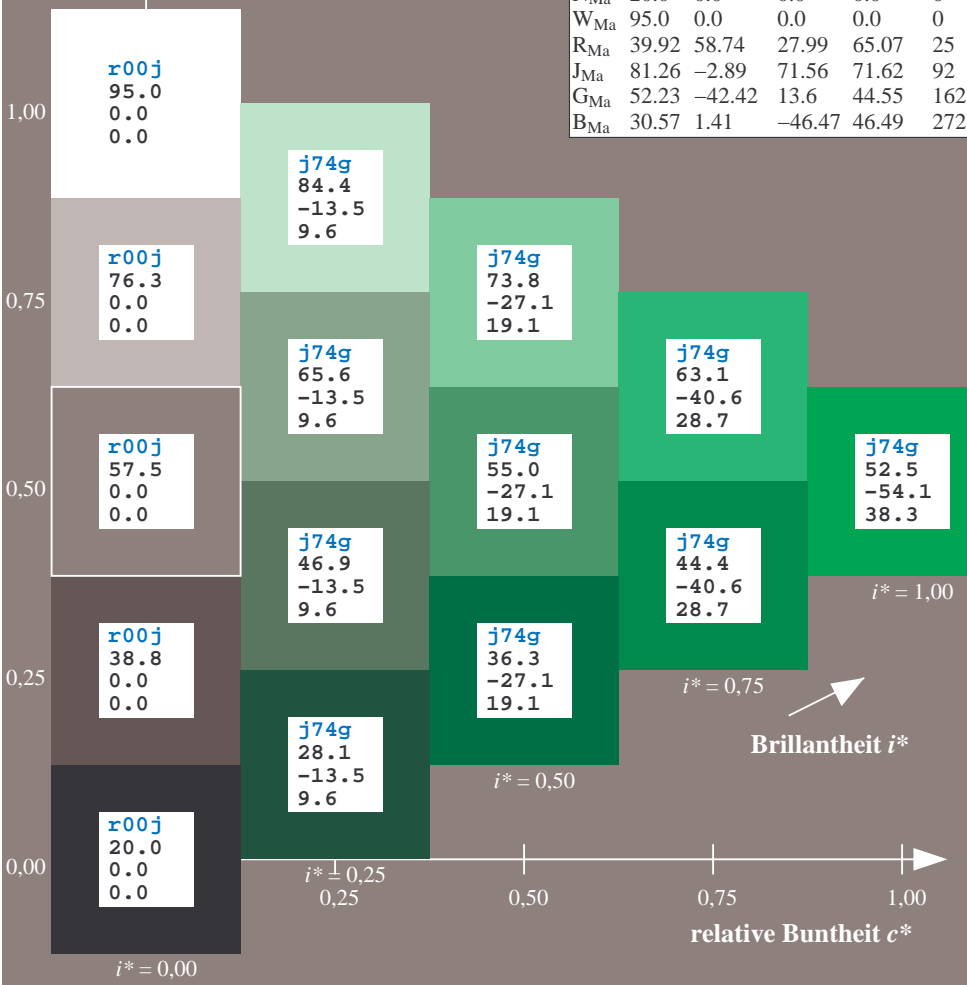 W_Ma 95.0 0.0 0.0 0.0 0
R_Ma 39.92 58.74 27.99 65.07 25
J_Ma 81.26 −2.89 71.56 71.62 92
G_Ma 52.23 −42.42 13.6 44.55 162
B_Ma 30.57 1.41 −46.47 46.49 272
1,00
0,75
0,50
0,25
0,00
r00j
95.0
0.0
0.0
r00j
76.3
0.0
0.0
r00j
57.5
0.0
0.0
r00j
38.8
0.0
0.0
r00j
20.0
0.0
0.0
i* = 0,00
j74g
84.4
−13.5
9.6
j74g
65.6
−13.5
9.6
j74g
46.9
−13.5
9.6
j74g
28.1
−13.5
9.6
i* = 0,25
j74g
73.8
−27.1
19.1
j74g
55.0
−27.1
19.1
j74g
36.3
−27.1
19.1
i* = 0,50
j74g
63.1
−40.6
28.7
j74g
44.4
−40.6
28.7
i* = 0,75
j74g
52.5
−54.1
38.3
i* = 1,00
Brillantheit i*
0,25 0,50 0,75 1,00
relative Buntheit c*